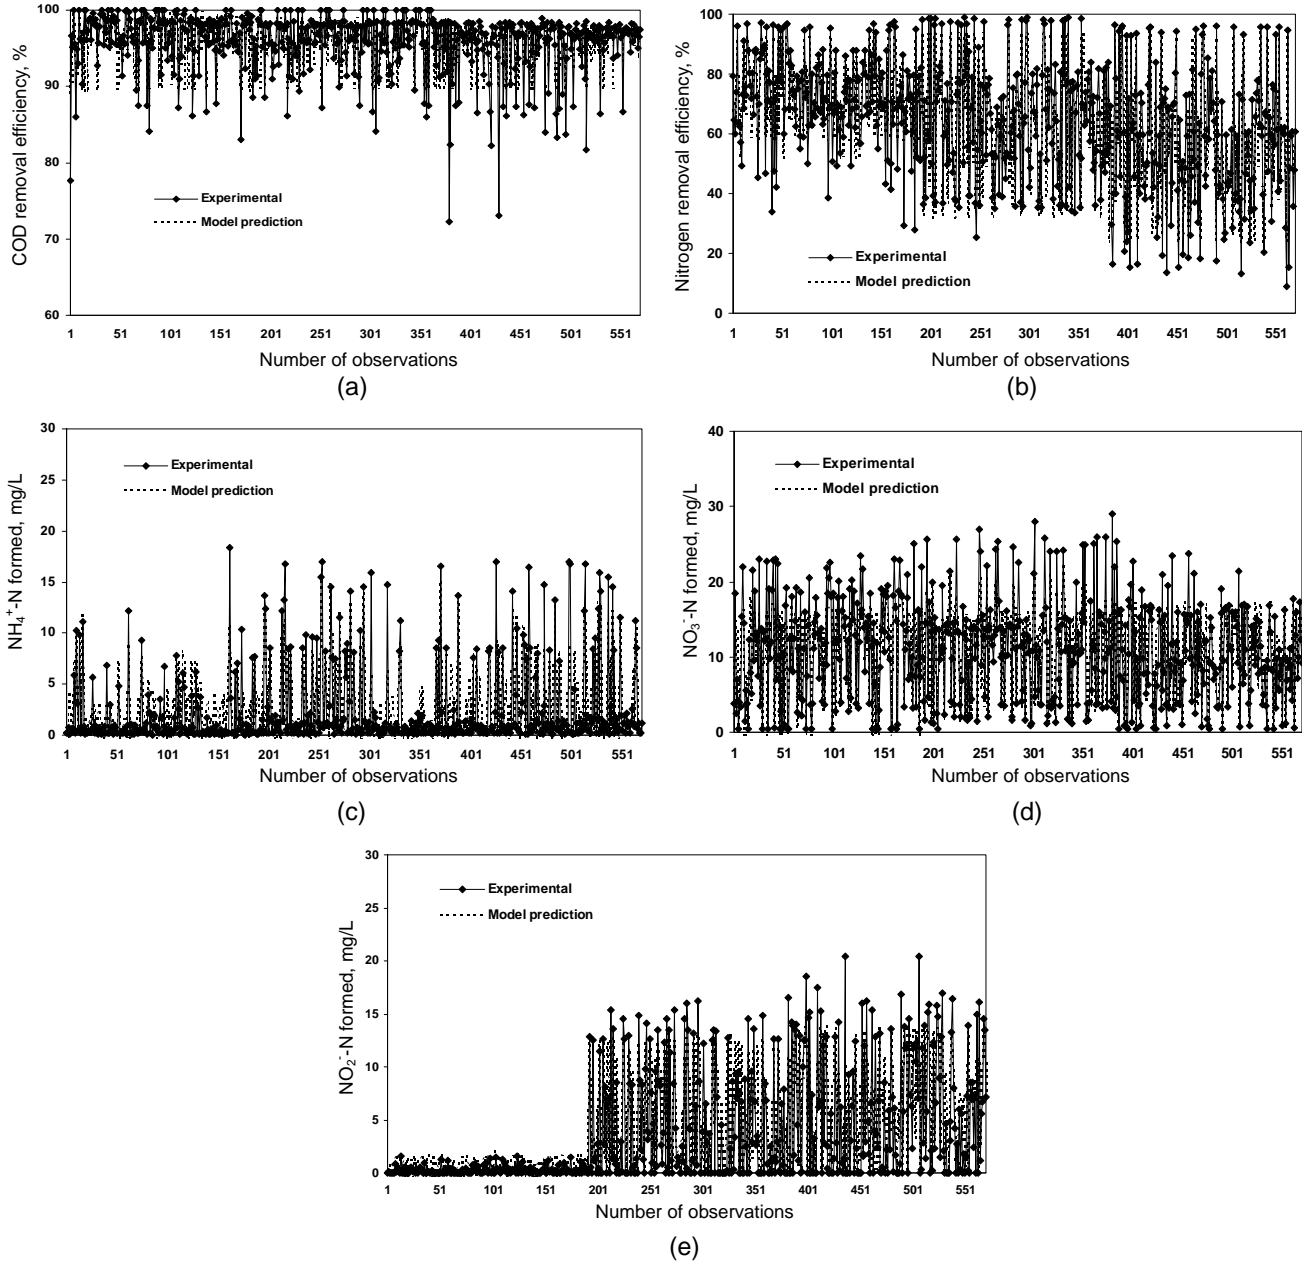 COD removal efficiency, %
100
90
80
100
60
Experimental
Model prediction
1 51 101 151 201 251 301 351 401 451 501 551
Number of observations
(a)
Nitrogen removal efficiency, %
100
80
60
40
20
0
Experimental
Model prediction
1 51 101 151 201 251 301 351 401 451 501 551
Number of observations
(b)
NH₄⁺-N formed, mg/L
30
25
20
15
10
5
0
Experimental
Model prediction
1 51 101 151 201 251 301 351 401 451 501 551
Number of observations
(c)
NO₃⁻-N formed, mg/L
40
30
20
10
0
Experimental
Model prediction
1 51 101 151 201 251 301 351 401 451 501 551
Number of observations
(d)
NO₂⁻-N formed, mg/L
30
25
20
15
10
5
0
Experimental
Model prediction
1 51 101 151 201 251 301 351 401 451 501 551
Number of observations
(e)